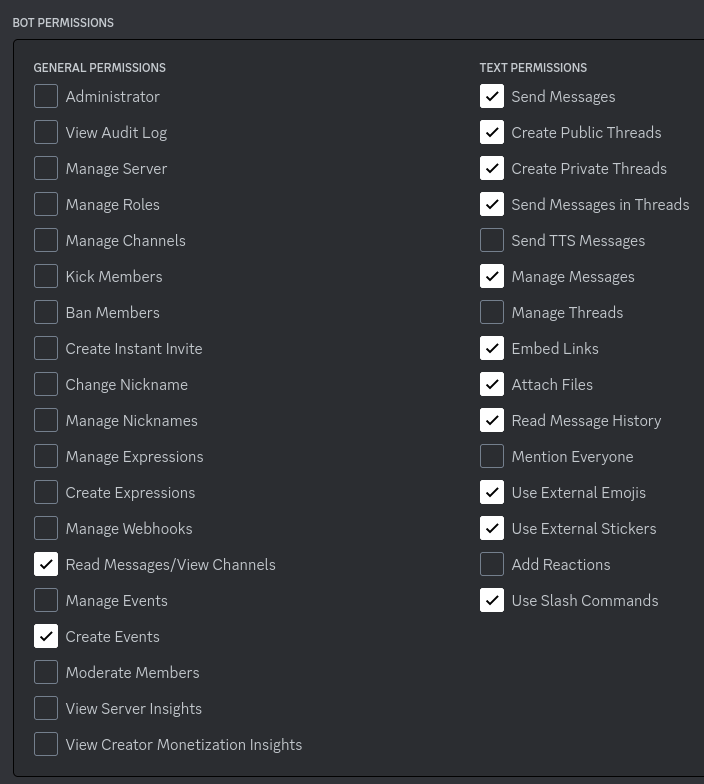 BOT PERMISSIONS
GENERAL PERMISSIONS
Administrator
View Audit Log
Manage Server
Manage Roles
Manage Channels
Kick Members
Ban Members
Create Instant Invite
Change Nickname
Manage Nicknames
Manage Expressions
Create Expressions
Manage Webhooks
Read Messages/View Channels
Manage Events
Create Events
Moderate Members
View Server Insights
View Creator Monetization Insights
TEXT PERMISSIONS
Send Messages
Create Public Threads
Create Private Threads
Send Messages in Threads
Send TTS Messages
Manage Messages
Manage Threads
Embed Links
Attach Files
Read Message History
Mention Everyone
Use External Emojis
Use External Stickers
Add Reactions
Use Slash Commands